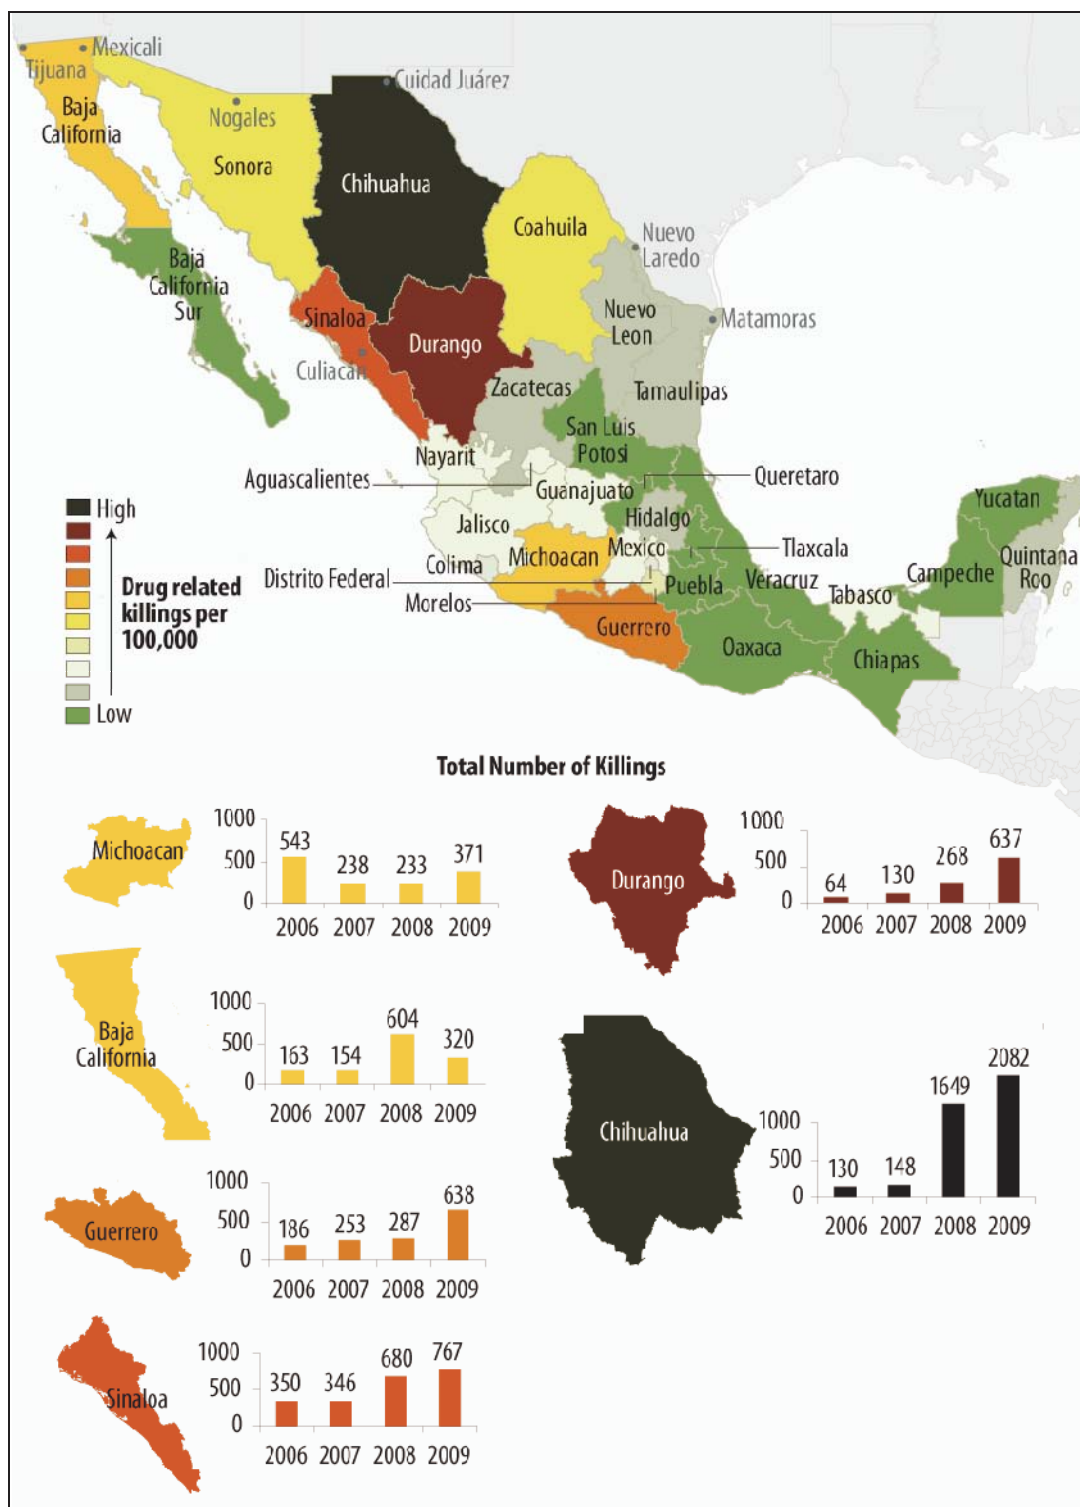 Mexicali
Tijuana
Cuidad Juárez
Baja
California
Nogales
Sonora
Chihuahua
Coahuila
Nuevo
Laredo
Baja
California
Sur
Sinaloa
Nuevo
Leon
Matamoras
Durango
Culiacán
Zacatecas
Tamaulipas
San Luis
Potosi
Nayarit
Aguascalientes
Queretaro
Guanajuato
Yucatan
High
Hidalgo
Jalisco
Mexico
Tlaxcala
Quintana
Roo
Michoacan
Colima
Campeche
Distrito Federal
Puebla
Veracruz
Tabasco
Morelos
Drug related
killings per
100,000
Guerrero
Oaxaca
Chiapas
Low
Total Number of Killings
Michoacan
1000
500
0
543
238
233
371
2006 2007 2008 2009
Durango
1000
500
0
64
130
268
637
2006 2007 2008 2009
Baja
California
1000
500
0
163
154
604
320
2006 2007 2008 2009
Chihuahua
1000
500
0
130
148
1649
2082
2006 2007 2008 2009
Guerrero
1000
500
0
186
253
287
638
2006 2007 2008 2009
Sinaloa
1000
500
0
350
346
680
767
2006 2007 2008 2009